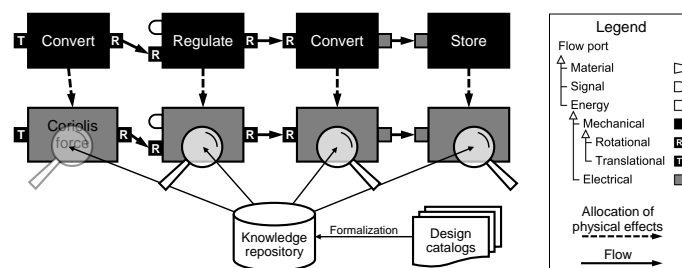 Convert
Regulate
Convert
Store
T
R
R
R
R
Coriolis
force
T
R
R
R
R
Knowledge
repository
Formalization
Design
catalogs
Legend
Flow port
Material
Signal
Energy
Mechanical
Rotational
R
Translational
T
Electrical
Allocation of
physical effects
Flow